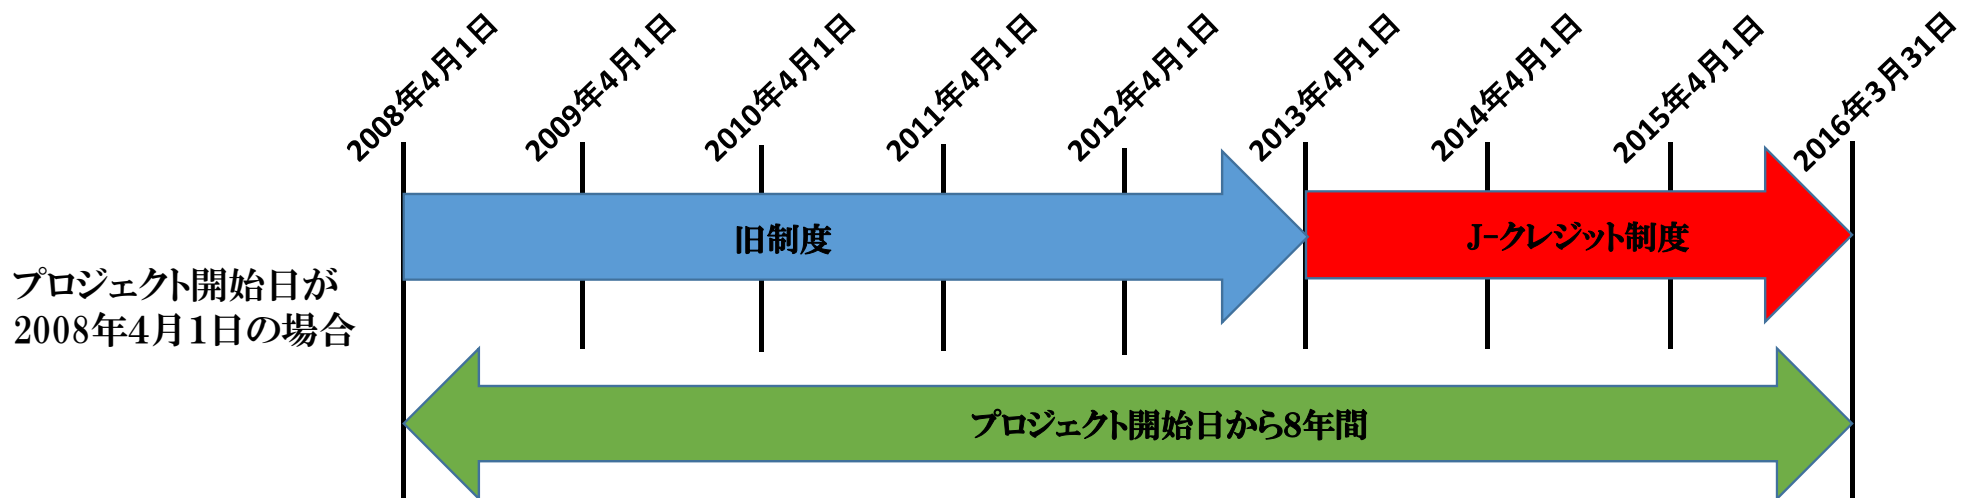 2008年4月1日
2009年4月1日
2010年4月1日
2011年4月1日
2012年4月1日
2013年4月1日
2014年4月1日
2015年4月1日
2016年3月31日
旧制度
J-クレジット制度
プロジェクト開始日が
2008年4月1日の場合
プロジェクト開始日から8年間